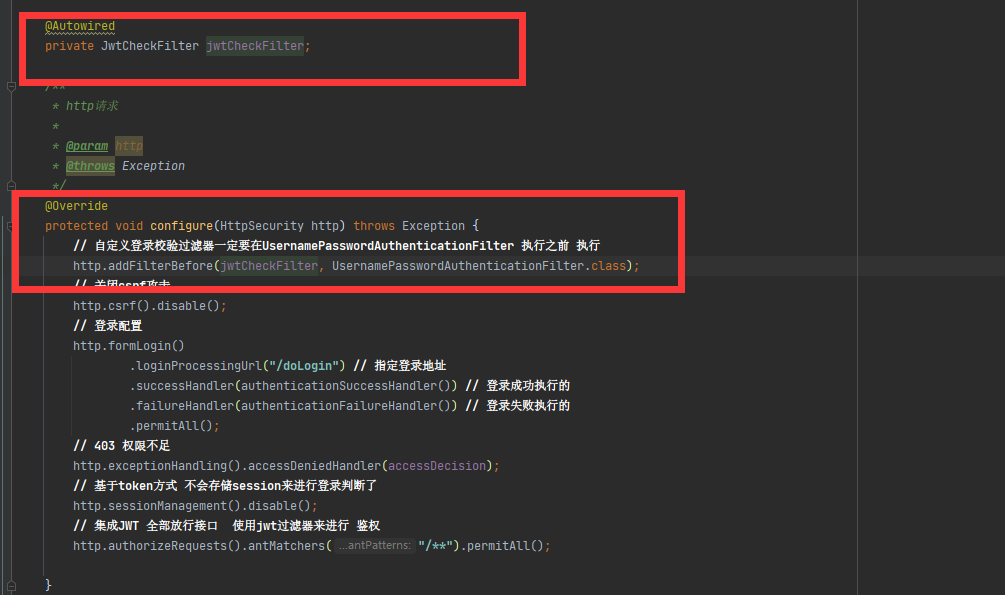 @Autowired
private JwtCheckFilter jwtCheckFilter;
/**
* http请求
*
* @param http
* @throws Exception
*/
@Override
protected void configure(HttpSecurity http) throws Exception {
// 自定义登录校验过滤器一定要在UsernamePasswordAuthenticationFilter 执行之前 执行
http.addFilterBefore(jwtCheckFilter, UsernamePasswordAuthenticationFilter.class);
// 关闭csrf攻击
http.csrf().disable();
// 登录配置
http.formLogin()
.loginProcessingUrl("/doLogin") // 指定登录地址
.successHandler(authenticationSuccessHandler()) // 登录成功执行的
.failureHandler(authenticationFailureHandler()) // 登录失败执行的
.permitAll();
// 403 权限不足
http.exceptionHandling().accessDeniedHandler(accessDecision);
// 基于token方式 不会存储session来进行登录判断了
http.sessionManagement().disable();
// 集成JWT 全部放行接口  使用jwt过滤器来进行 鉴权
http.authorizeRequests().antMatchers( ...antPatterns: "/**").permitAll();
}